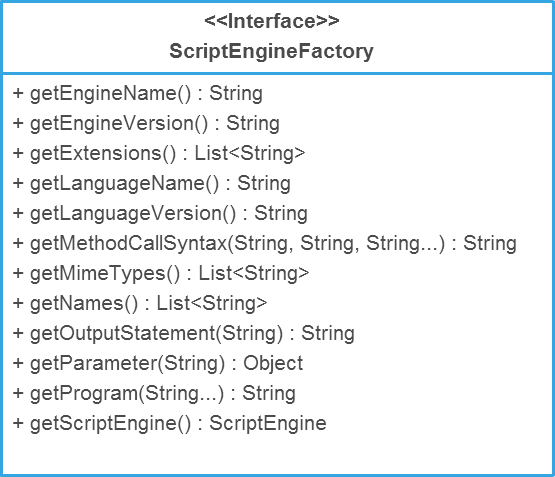 <<Interface>>
ScriptEngineFactory
+ getEngineName() : String
+ getEngineVersion() : String
+ getExtensions() : List<String>
+ getLanguageName() : String
+ getLanguageVersion() : String
+ getMethodCallSyntax(String, String, String...) : String
+ getMimeTypes() : List<String>
+ getNames() : List<String>
+ getOutputStatement(String) : String
+ getParameter(String) : Object
+ getProgram(String...) : String
+ getScriptEngine() : ScriptEngine